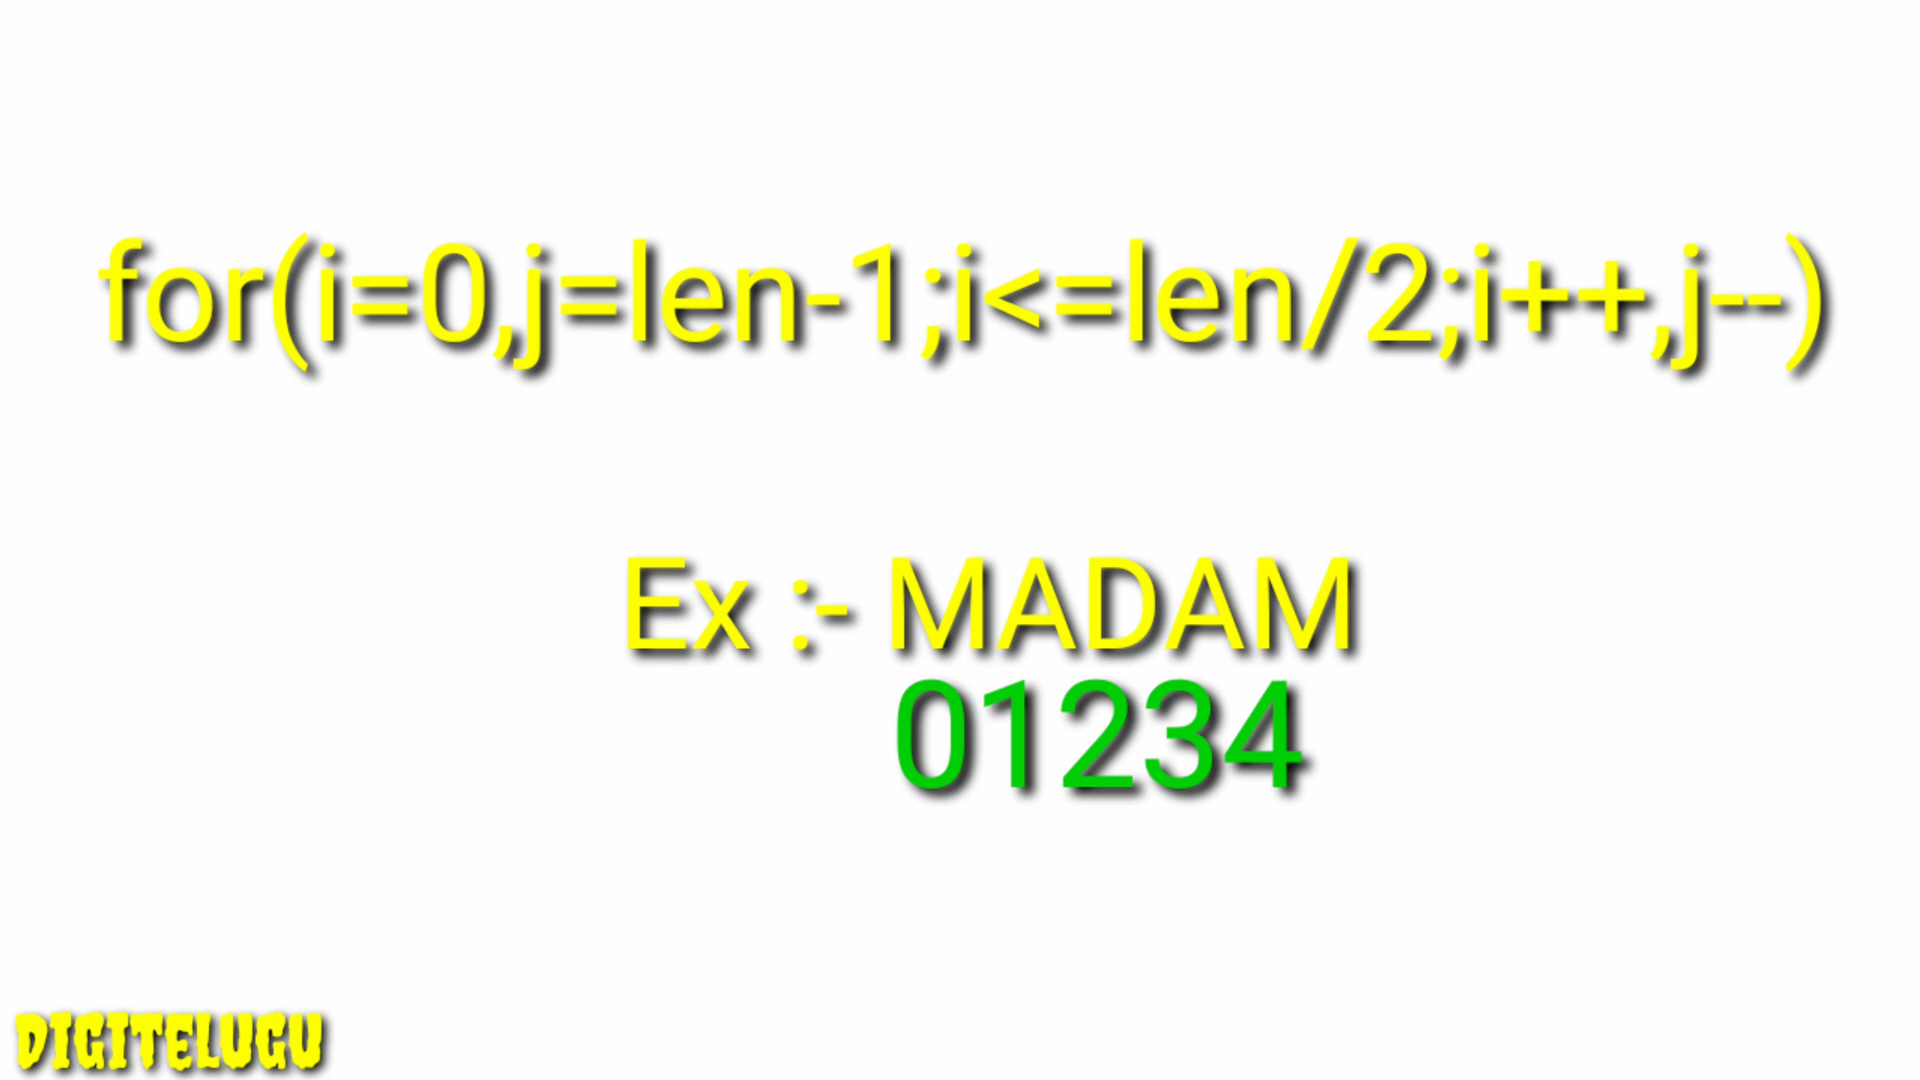 for(i=0,j=len-1;i<=len/2;i++,j--)
Ex :- MADAM
01234
DIGITELUGU